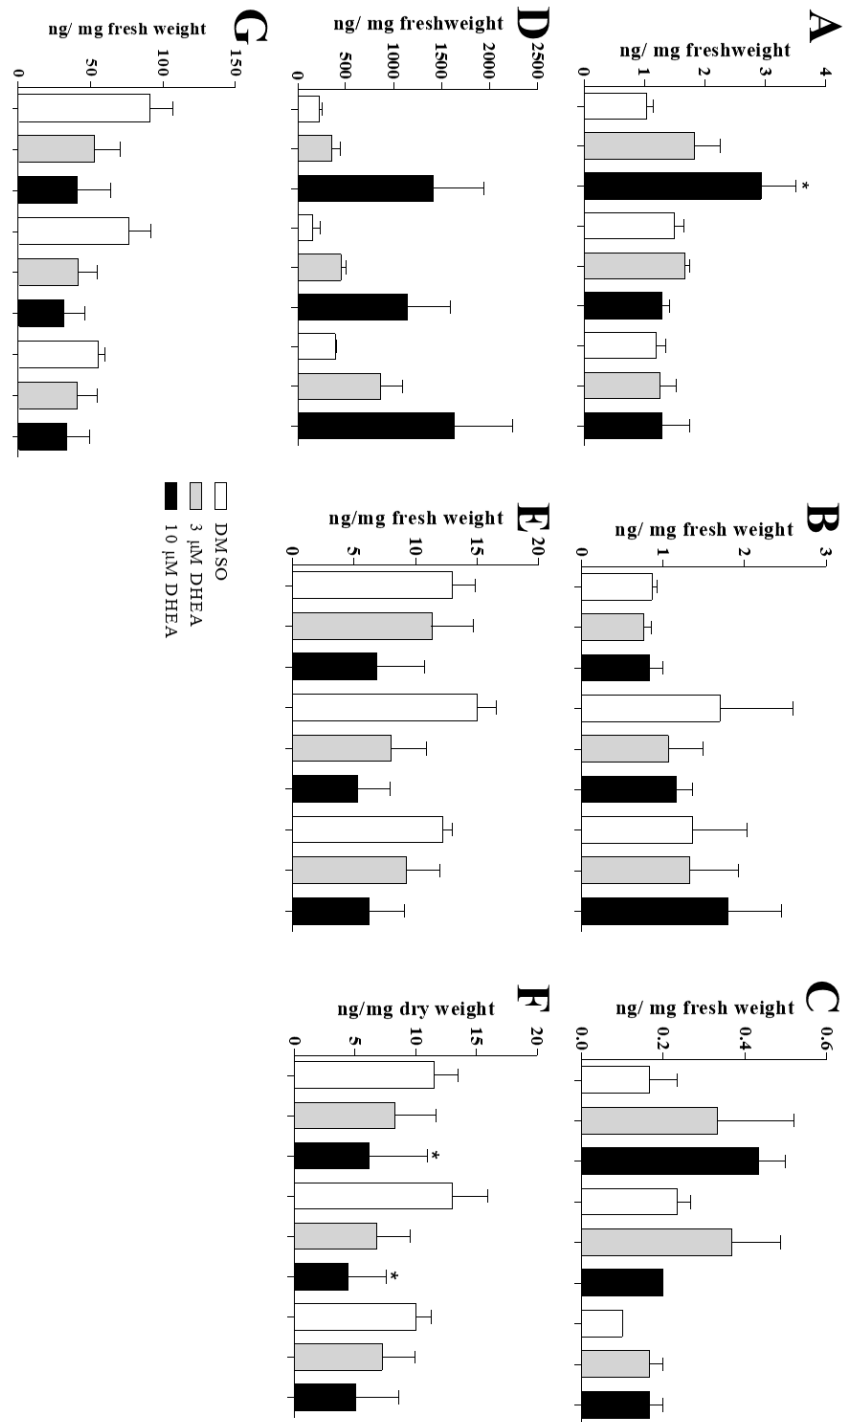 A
ng/ mg freshweight
0
1
2
3
4
*
B
ng/ mg fresh weight
0
1
2
3
C
ng/ mg fresh weight
0.0
0.2
0.4
0.6
D
ng/ mg freshweight
0
500
1000
1500
2000
2500
E
ng/mg fresh weight
0
5
10
15
20
F
ng/mg dry weight
0
5
10
15
20
*
*
G
ng/ mg fresh weight
0
50
100
150
DMSO
3 μM DHEA
10 μM DHEA